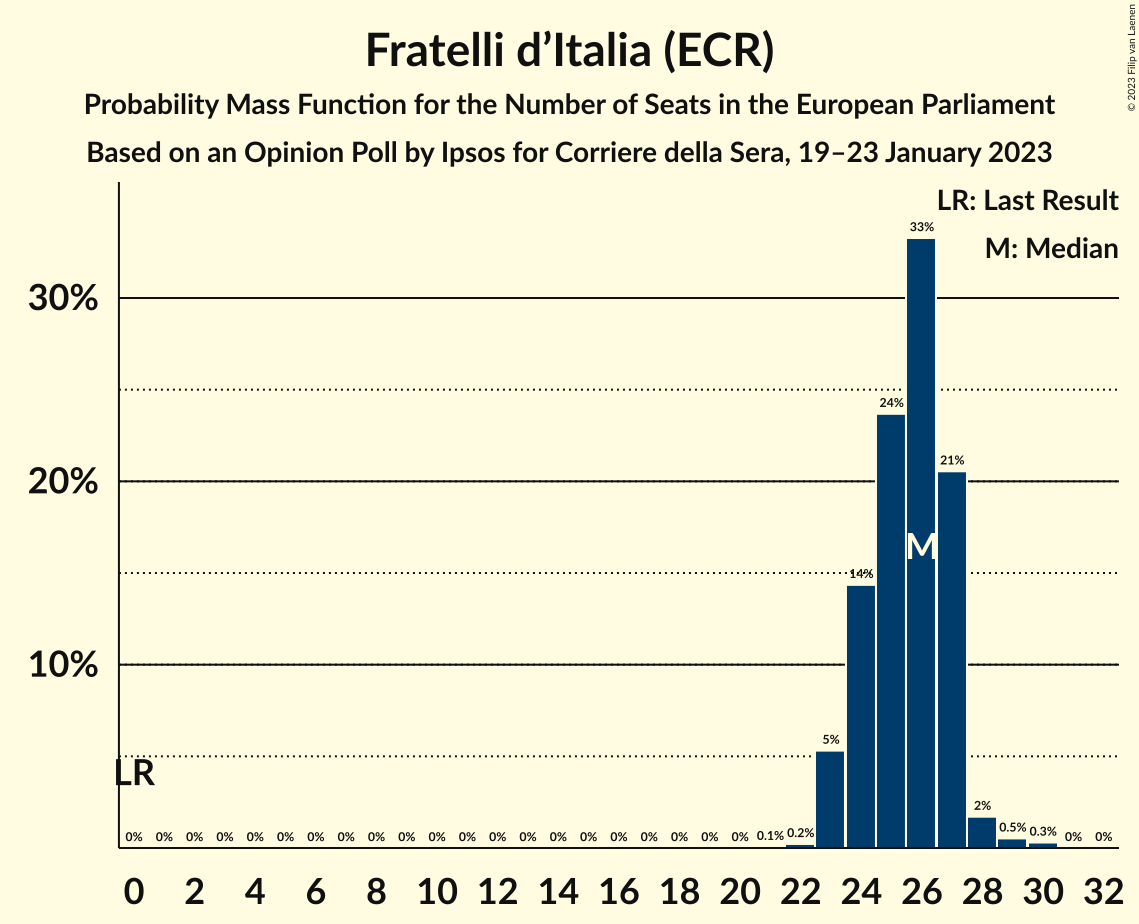 Fratelli d’Italia (ECR)
Probability Mass Function for the Number of Seats in the European Parliament
Based on an Opinion Poll by Ipsos for Corriere della Sera, 19–23 January 2023
© 2023 Filip van Laenen
LR: Last Result
M: Median
30%
20%
10%
33%
24%
21%
14%
5%
2%
M
LR
0% 0% 0% 0% 0% 0% 0% 0% 0% 0% 0% 0% 0% 0% 0% 0% 0% 0% 0% 0% 0% 0.1% 0.2% 0.5% 0.3% 0% 0%
0 2 4 6 8 10 12 14 16 18 20 22 24 26 28 30 32